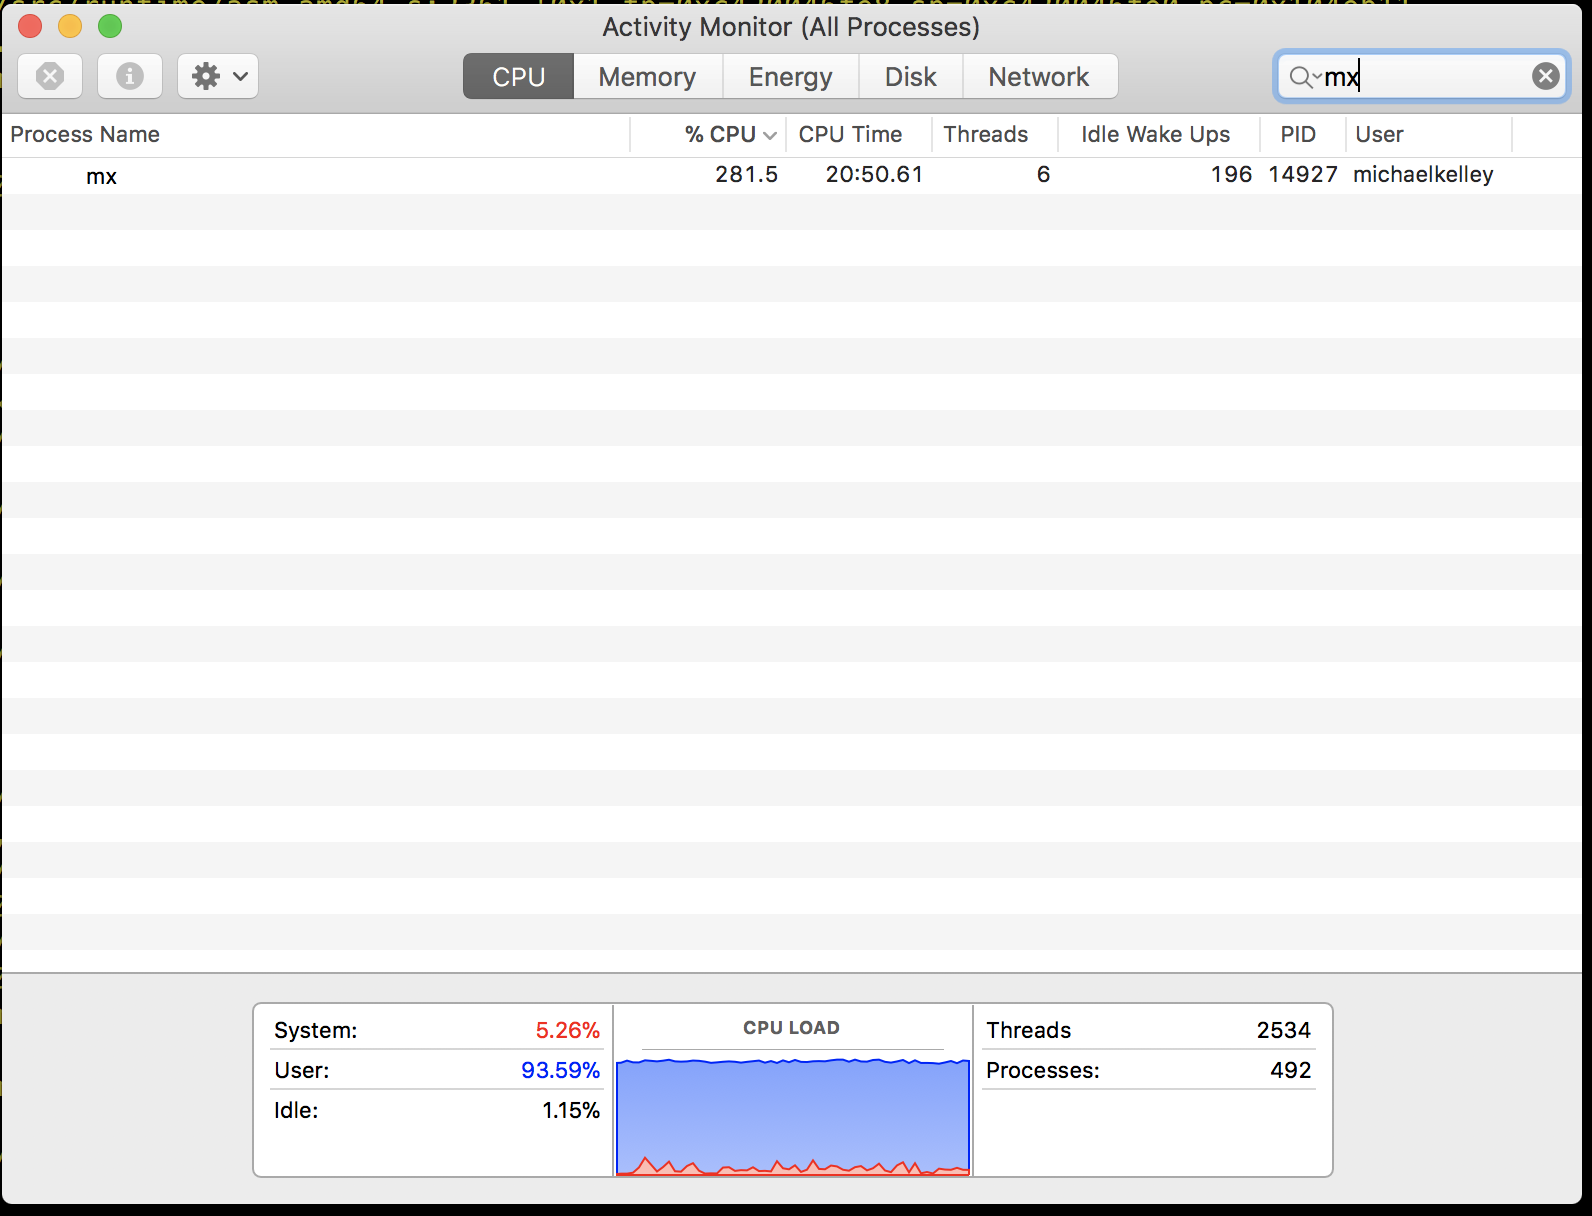 Activity Monitor (All Processes)
CPU Memory Energy Disk Network mx
Process Name % CPU CPU Time Threads Idle Wake Ups PID User
mx 281.5 20:50.61 6 196 14927 michaelkelley
System: 5.26%
User: 93.59%
Idle: 1.15%
CPU LOAD
Threads 2534
Processes: 492